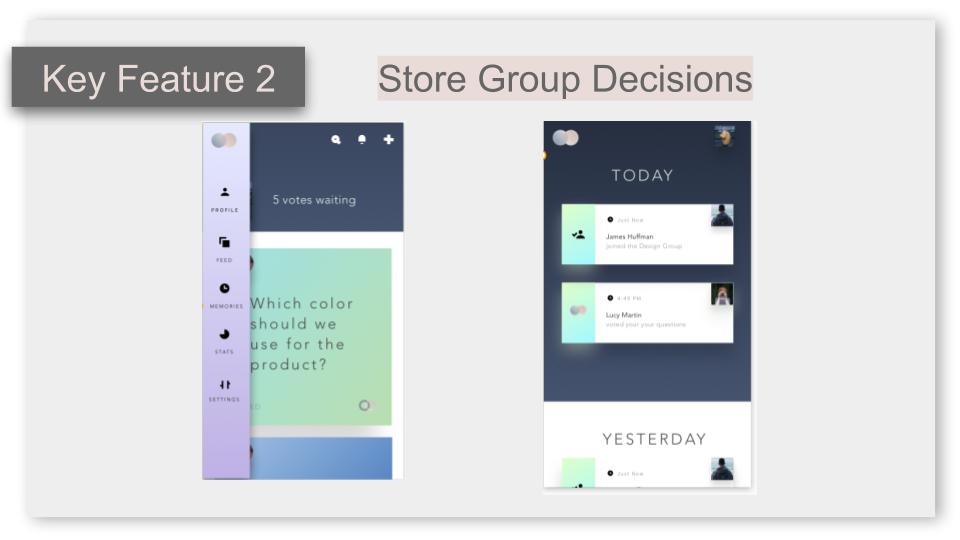 Key Feature 2
Store Group Decisions
5 votes waiting
PROFILE
FEED
MEMORIES
STATS
SETTINGS
Which color
should we
use for the
product?
ED
TODAY
Just Now
James Huffman
joined the Design Group
4:45 PM
Lucy Martin
voted your your questions
YESTERDAY
Just Now